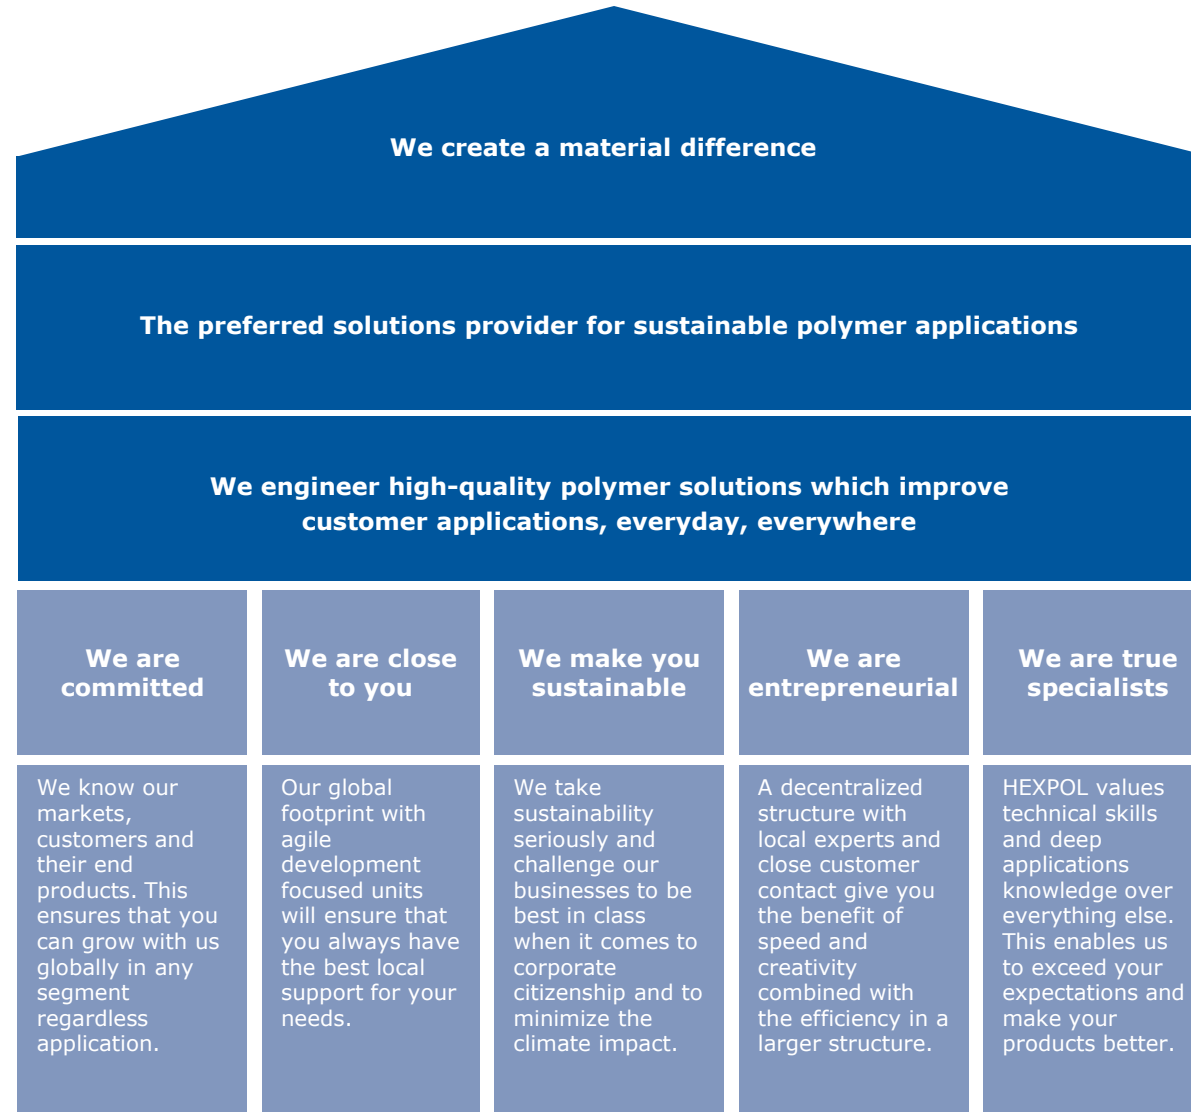 We create a material difference
The preferred solutions provider for sustainable polymer applications
We engineer high-quality polymer solutions which improve
customer applications, everyday, everywhere
We are
committed
We know our
markets,
customers and
their end
products. This
ensures that you
can grow with us
globally in any
segment
regardless
application.
We are close
to you
Our global
footprint with
agile
development
focused units
will ensure that
you always have
the best local
support for your
needs.
We make you
sustainable
We take
sustainability
seriously and
challenge our
businesses to be
best in class
when it comes to
corporate
citizenship and to
minimize the
climate impact.
We are
entrepreneurial
A decentralized
structure with
local experts and
close customer
contact give you
the benefit of
speed and
creativity
combined with
the efficiency in a
larger structure.
We are true
specialists
HEXPOL values
technical skills
and deep
applications
knowledge over
everything else.
This enables us
to exceed your
expectations and
make your
products better.